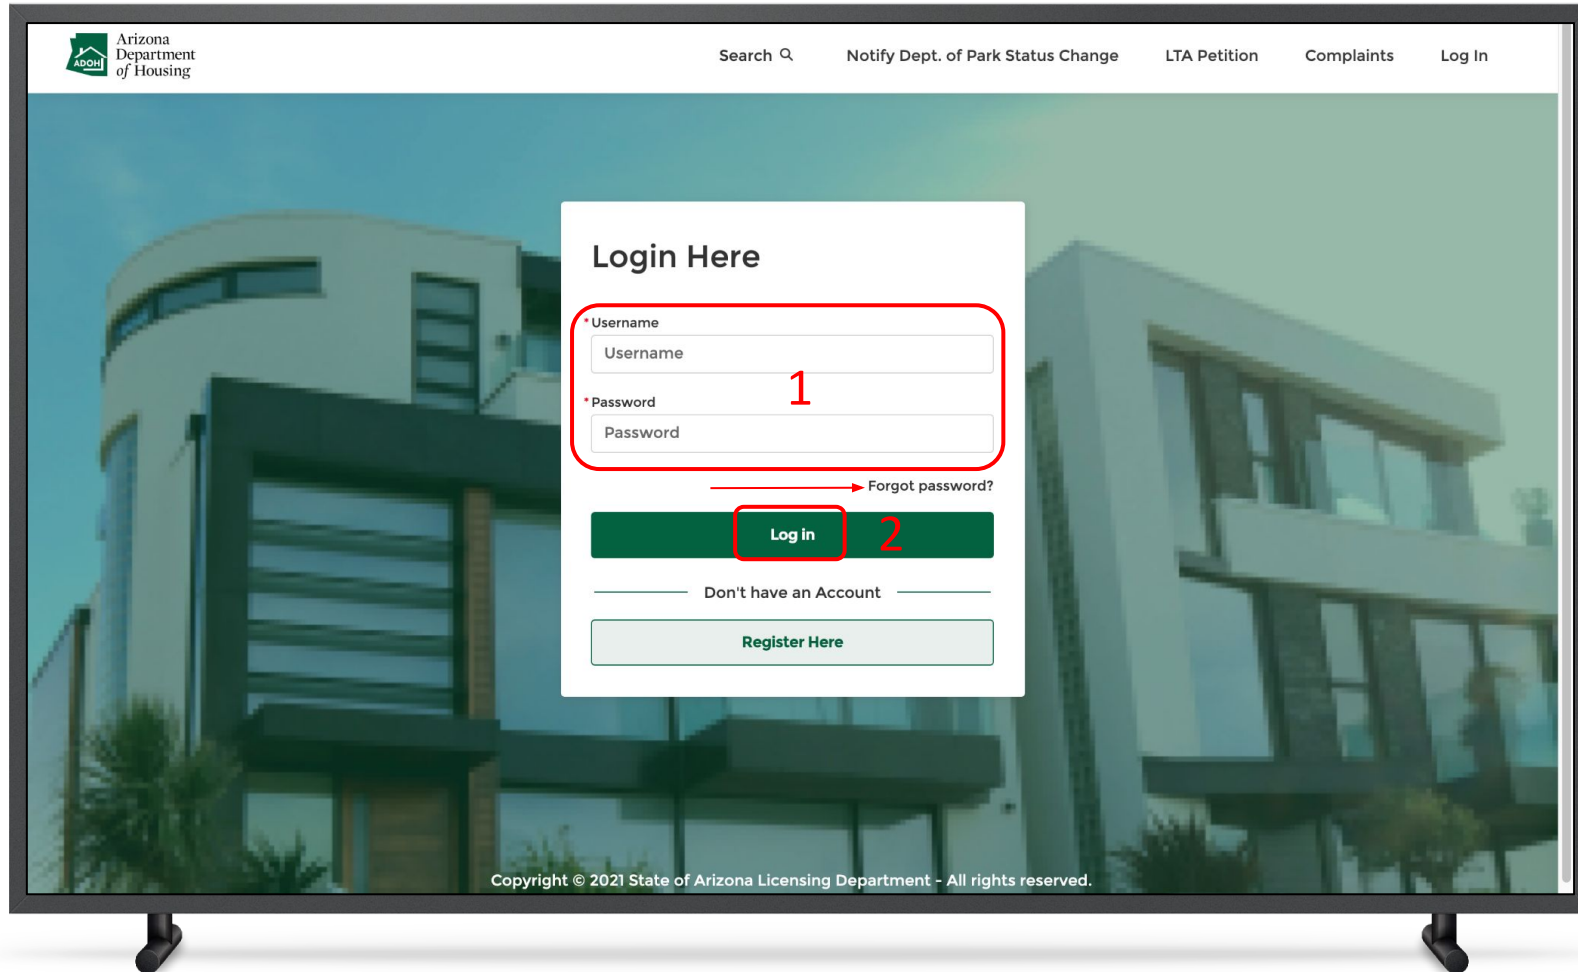 Arizona
Department
of Housing
ADOH
Search
Notify Dept. of Park Status Change
LTA Petition
Complaints
Log In
Login Here
*Username
Username
1
*Password
Password
Forgot password?
Log in
2
Don't have an Account
Register Here
Copyright © 2021 State of Arizona Licensing Department - All rights reserved.